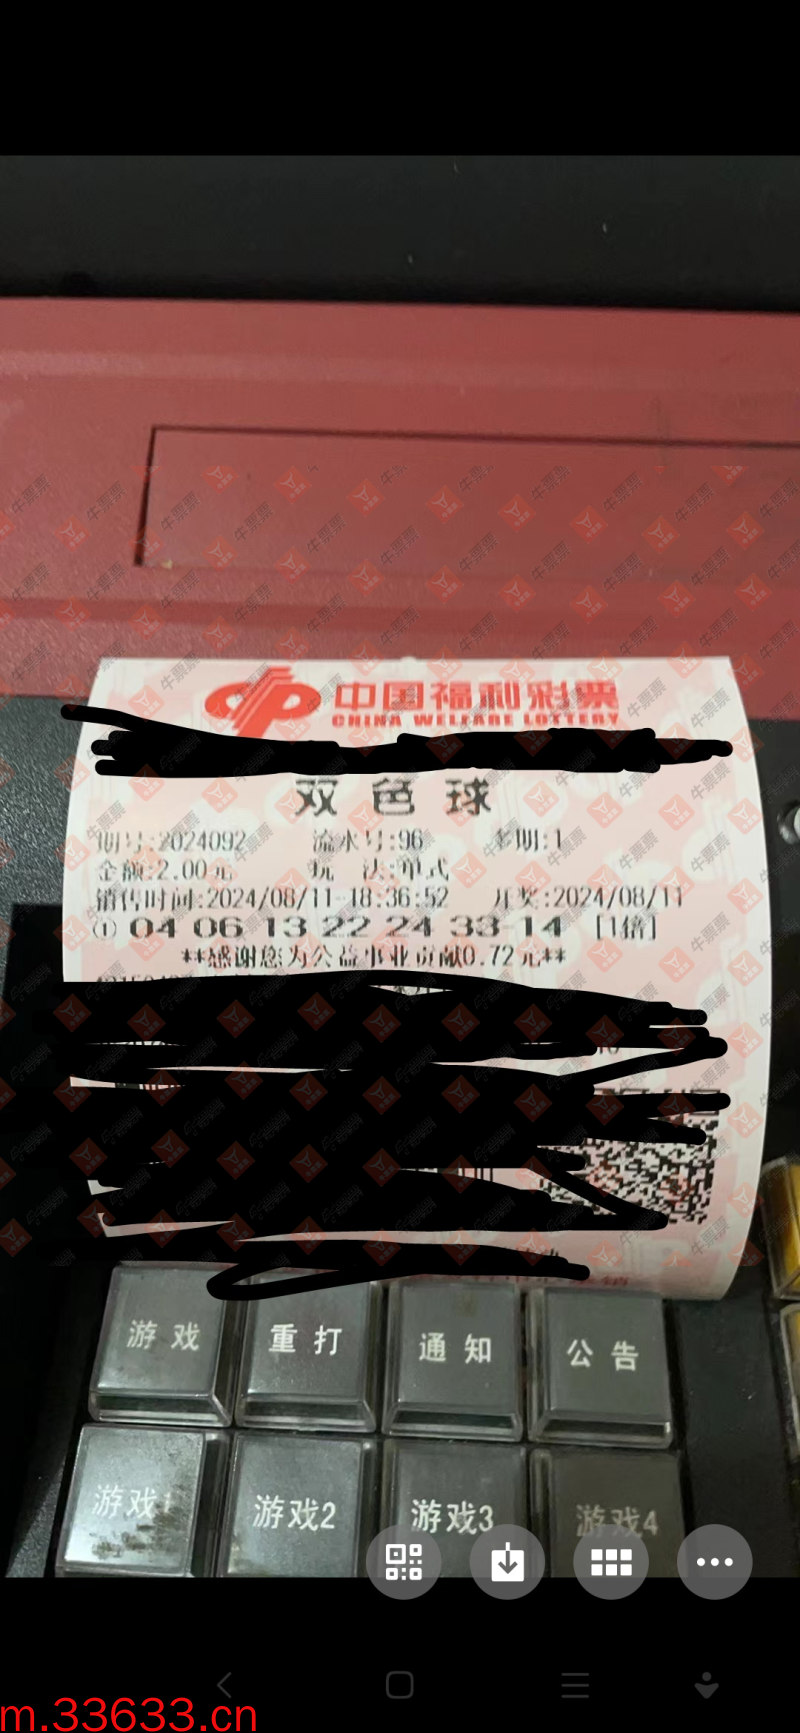 中国福利彩票
CHINA WELFARE LOTTERY
双色球
期号:2024092 流水号:96 多期:1
金额:2.00元 玩 法:单式
销售时间:2024/08/11-18:36:52 开奖:2024/08/11
① 04 06 13 22 24 33-14 [1倍]
**感谢您为公益事业贡献0.72元**
游戏 重打 通知 公告
游戏1 游戏2 游戏3 游戏4
牛票票
m.33633.cn